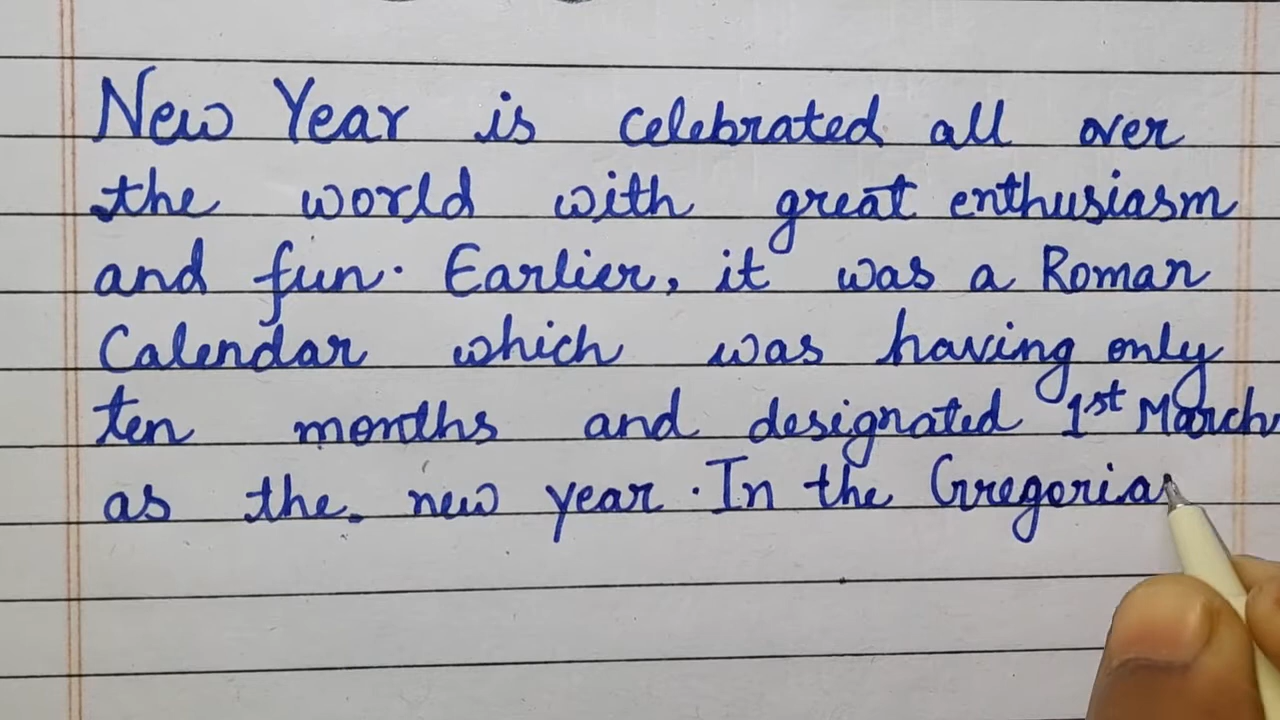 New Year is celebrated all over
the world with great enthusiasm
and fun. Earlier, it was a Roman
Calendar which was having only
ten months and designated 1st March
as the. new year. In the Gregoria